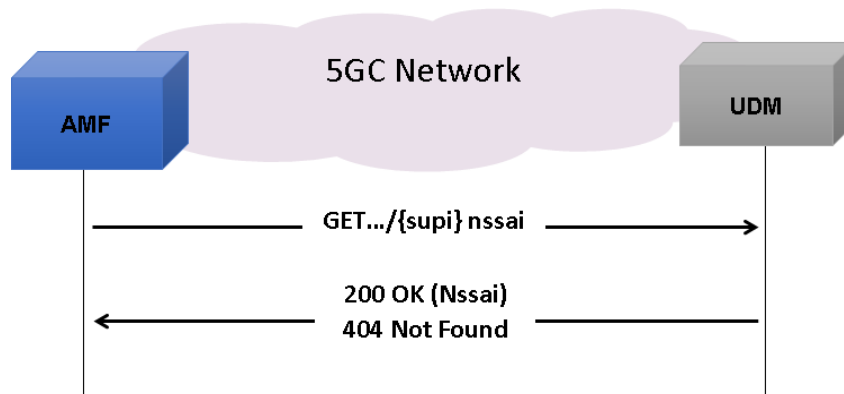 5GC Network
AMF
UDM
GET.../{supi} nssai
200 OK (Nssai)
404 Not Found